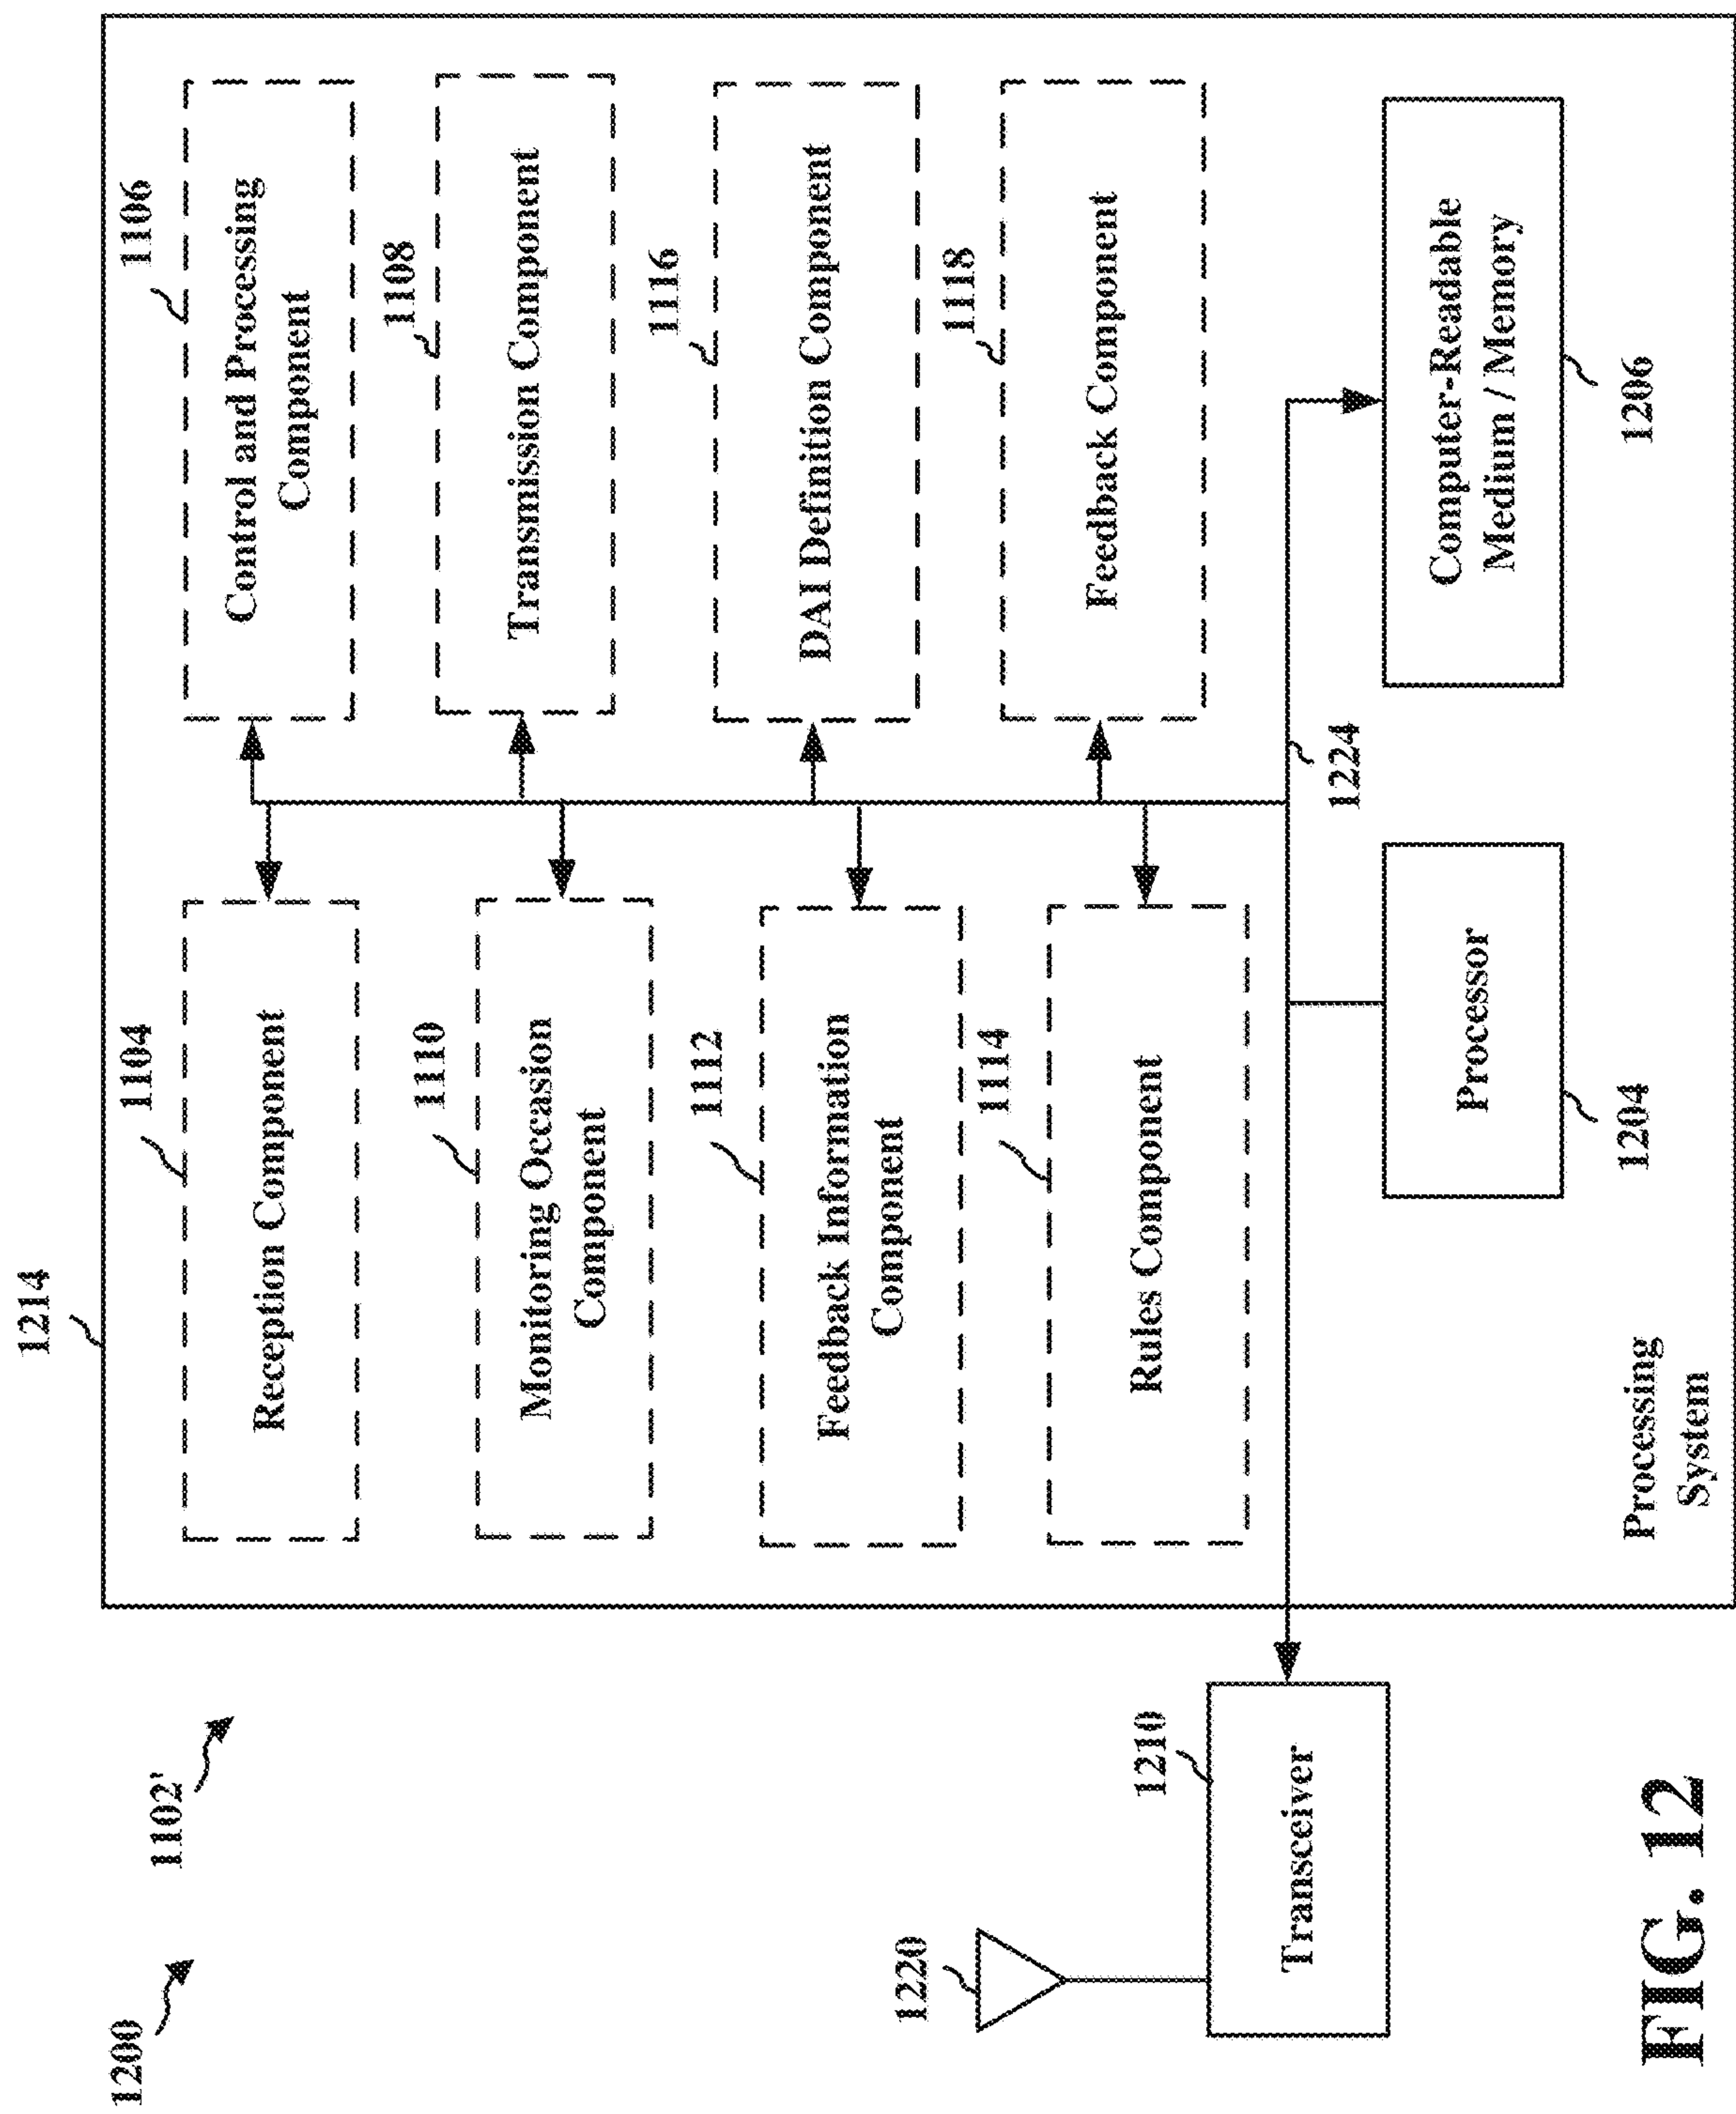 1200
1102'
1214
1104
Reception Component
1106
Control and Processing
Component
1110
Monitoring Occasion
Component
1108
Transmission Component
1112
Feedback Information
Component
1116
DAI Definition Component
1114
Rules Component
1118
Feedback Component
1220
1210
Transceiver
1224
Processor
1204
Computer-Readable
Medium / Memory
1206
Processing
System
FIG. 12